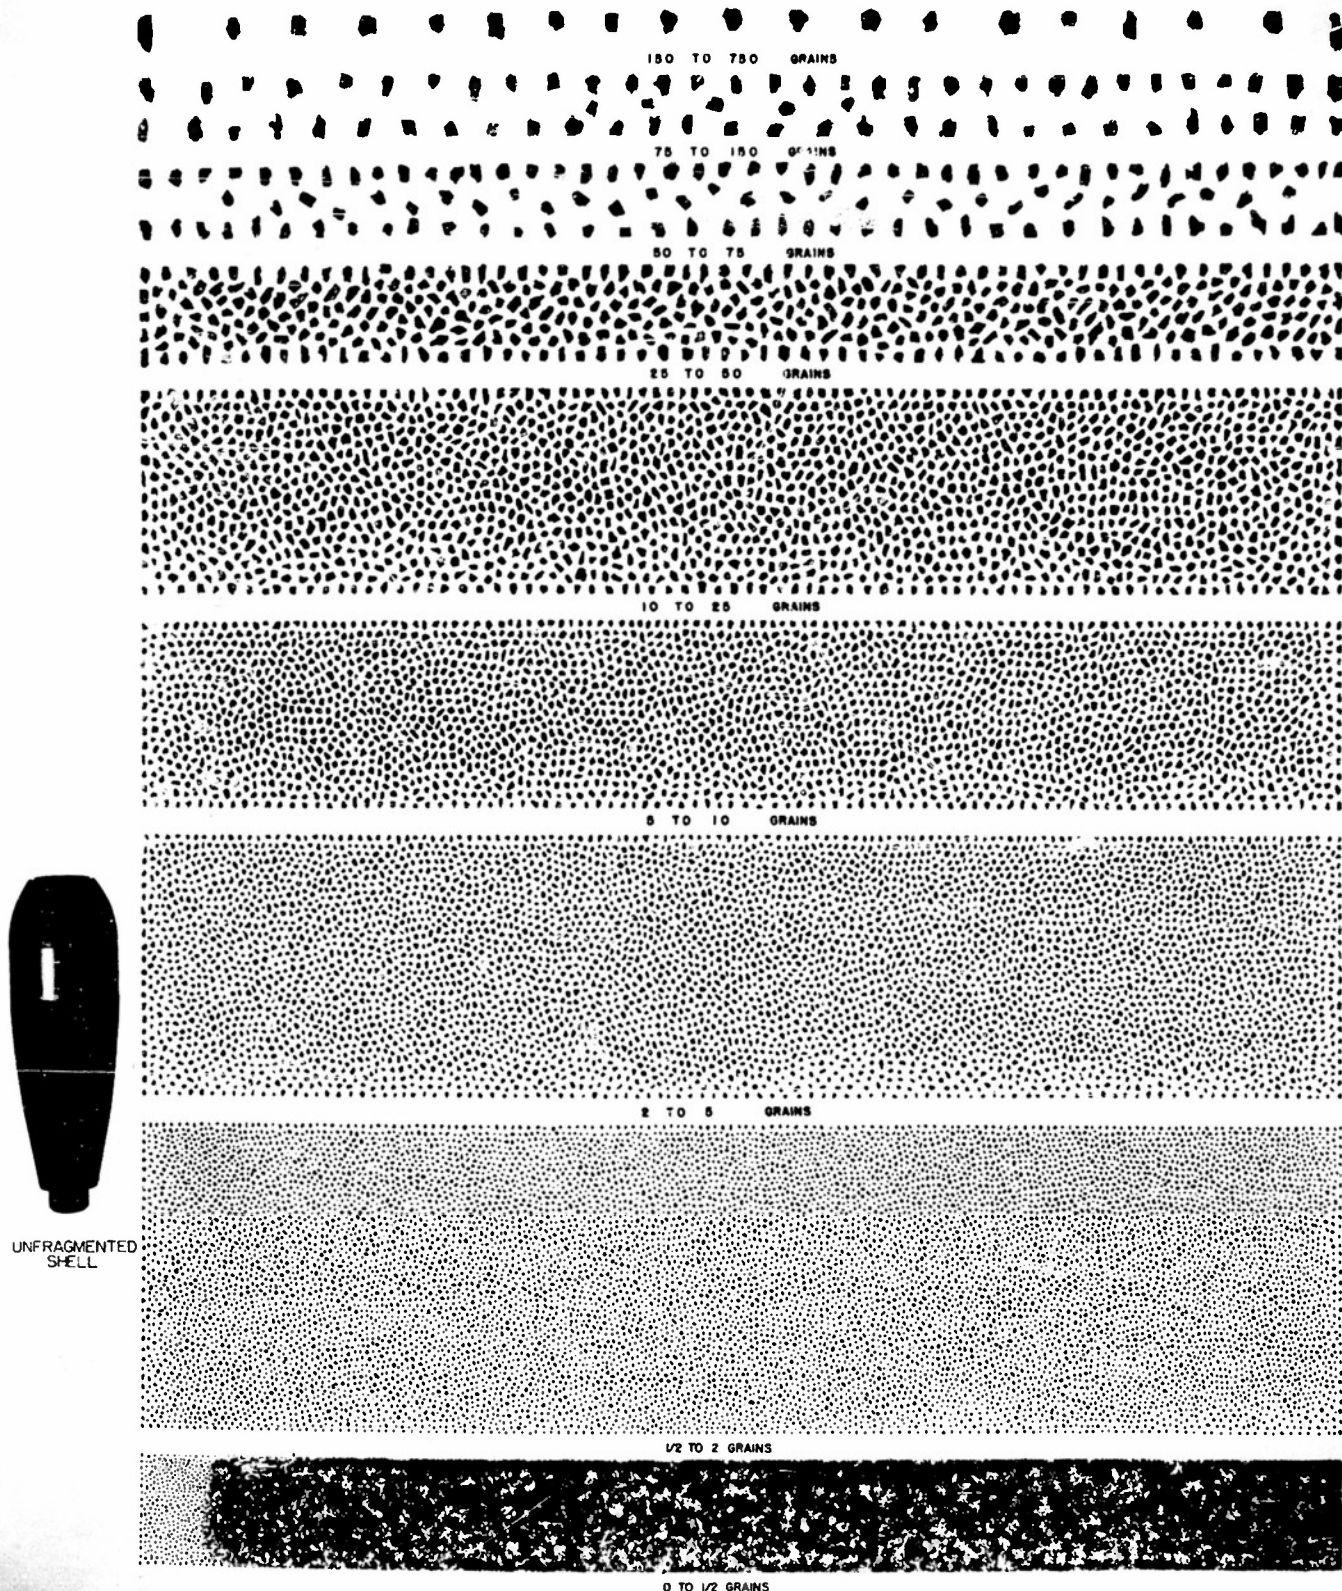 150 TO 750 GRAINS
75 TO 150 GRAINS
50 TO 75 GRAINS
25 TO 50 GRAINS
10 TO 25 GRAINS
5 TO 10 GRAINS
2 TO 5 GRAINS
UNFRAGMENTED
SHELL
1/2 TO 2 GRAINS
0 TO 1/2 GRAINS